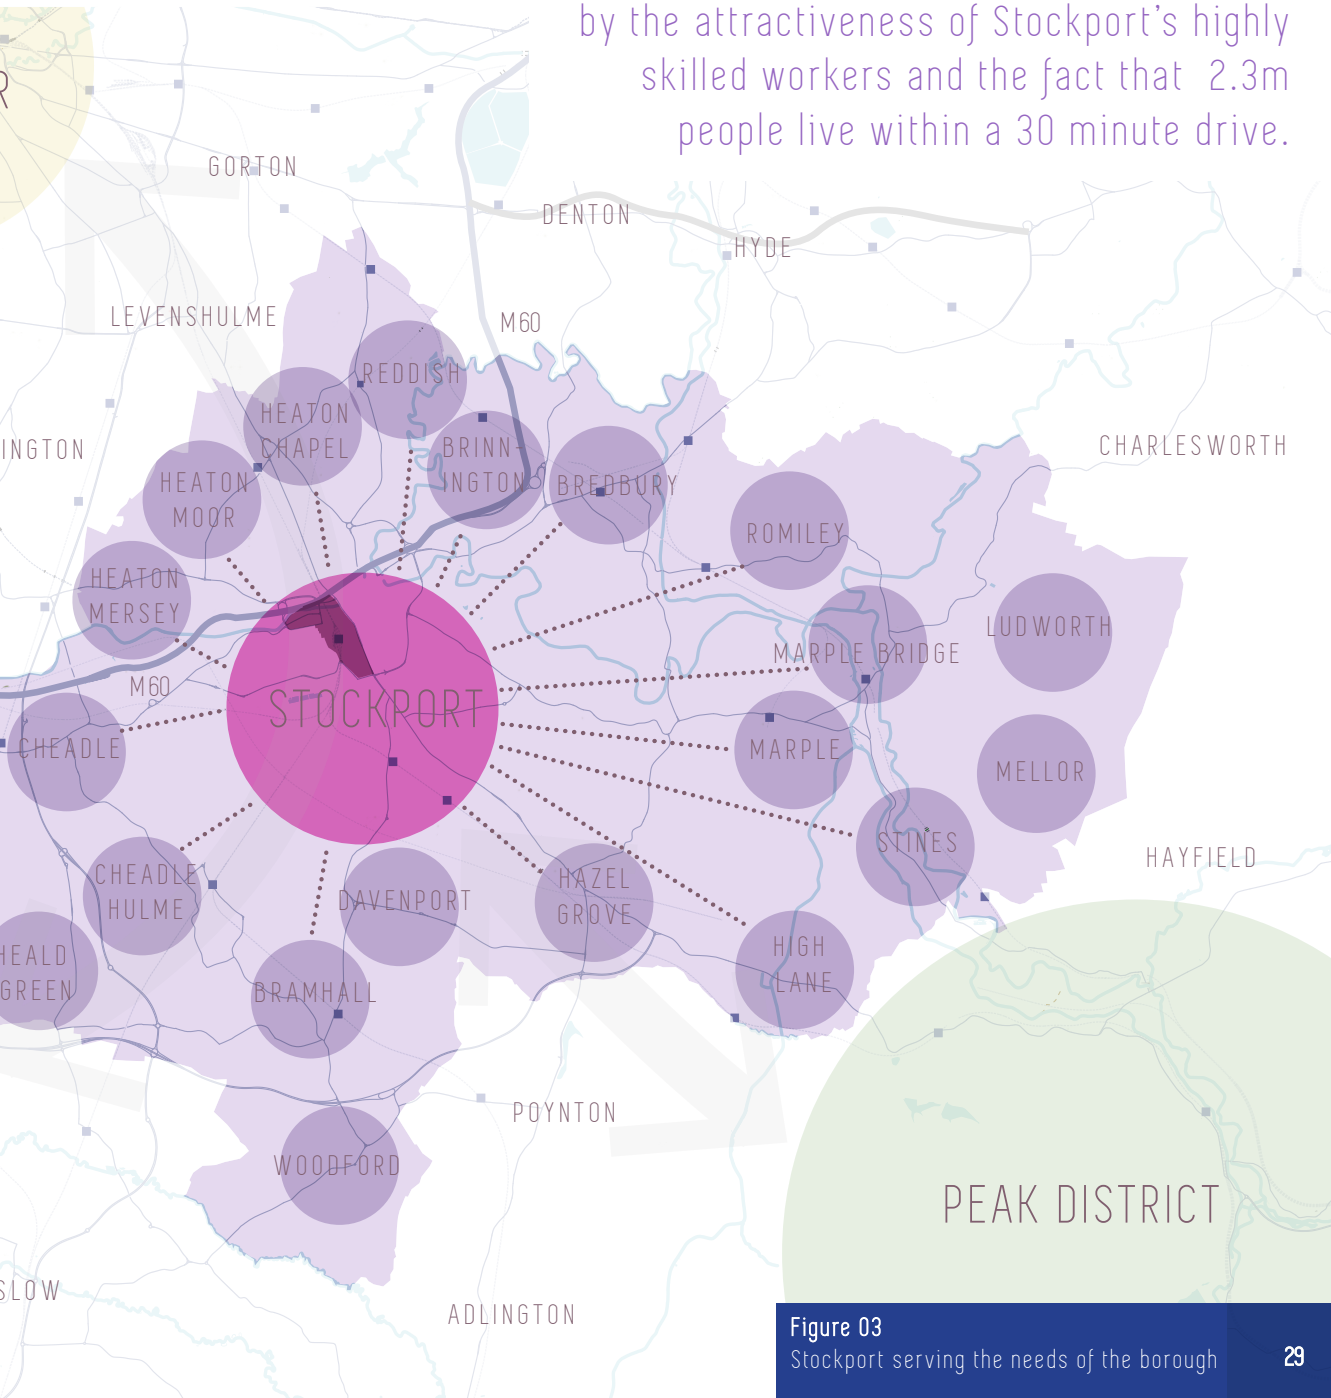 by the attractiveness of Stockport's highly
skilled workers and the fact that 2.3m
people live within a 30 minute drive.
R
GORTON
DENTON
HYDE
LEVENSHULME
M60
REDDISH
HEATON
CHAPEL
BRINN-
INGTON
INGTON
CHARLESWORTH
HEATON
MOOR
BREDBURY
ROMILEY
HEATON
MERSEY
LUDWORTH
MARPLE BRIDGE
M60
STOCKPORT
CHEADLE
MARPLE
MELLOR
STINES
HAYFIELD
CHEADLE
HULME
DAVENPORT
HAZEL
GROVE
HEALD
GREEN
HIGH
LANE
BRAMHALL
POYNTON
WOODFORD
PEAK DISTRICT
SLOW
ADLINGTON
Figure 03
Stockport serving the needs of the borough
29